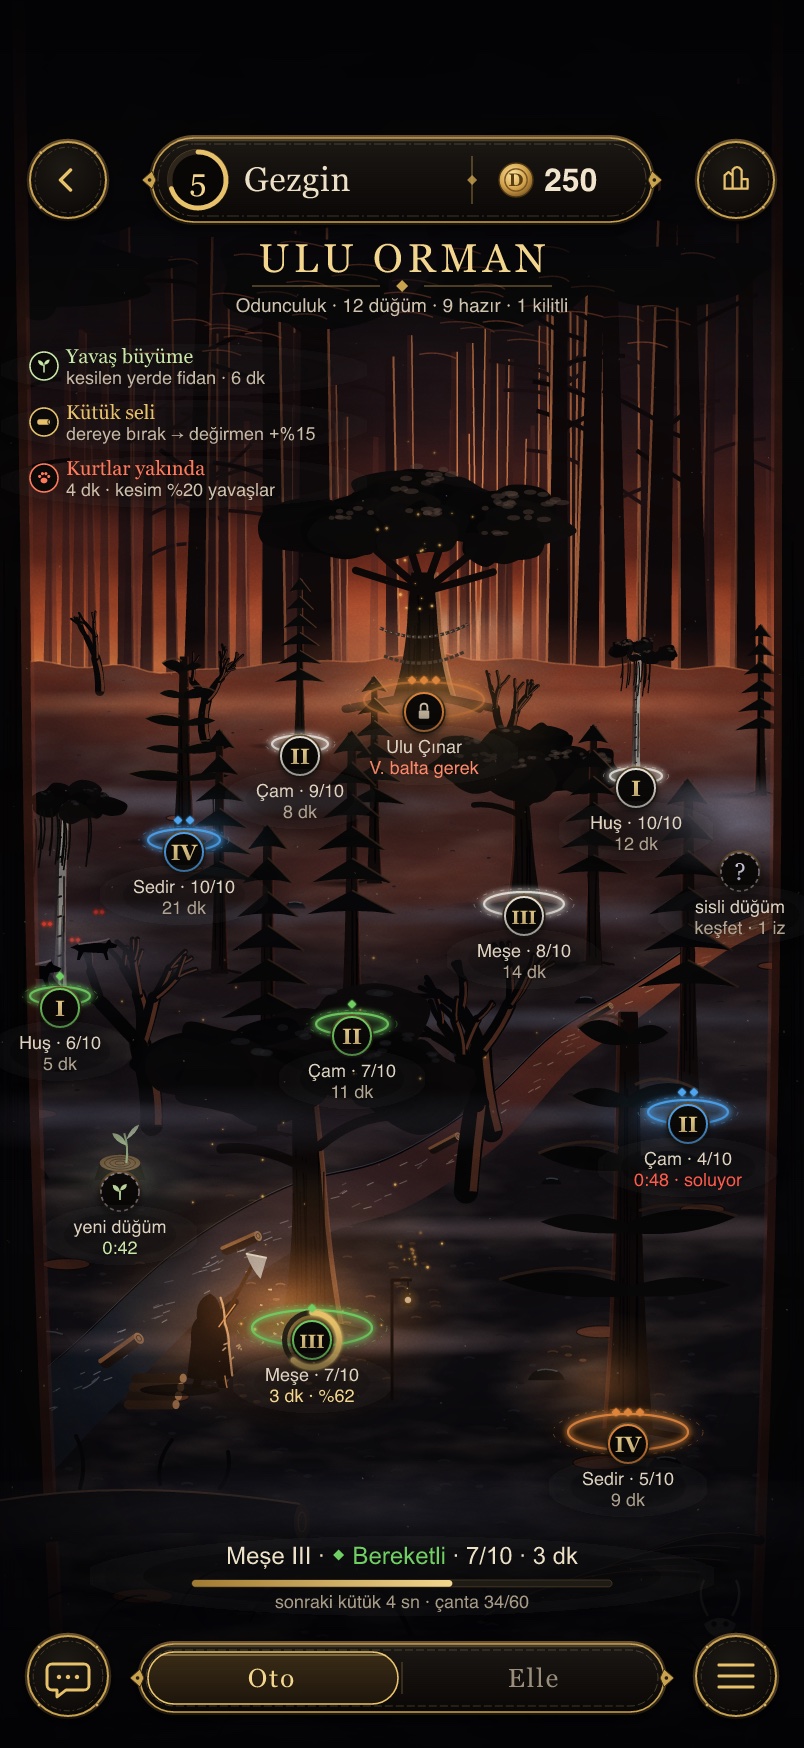 5 Gezgin D 250
ULU ORMAN
Odunculuk · 12 düğüm · 9 hazır · 1 kilitli
Yavaş büyüme
kesilen yerde fidan · 6 dk
Kütük seli
dereye bırak → değirmen +%15
Kurtlar yakında
4 dk · kesim %20 yavaşlar
Ulu Çınar
V. balta gerek
II
Çam · 9/10
8 dk
I
Huş · 10/10
12 dk
IV
Sedir · 10/10
21 dk
?
sisli düğüm
keşfet · 1 iz
III
Meşe · 8/10
14 dk
I
Huş · 6/10
5 dk
II
Çam · 7/10
11 dk
II
Çam · 4/10
0:48 · soluyor
yeni düğüm
0:42
III
Meşe · 7/10
3 dk · %62
IV
Sedir · 5/10
9 dk
Meşe III · Bereketli · 7/10 · 3 dk
sonraki kütük 4 sn · çanta 34/60
Oto Elle